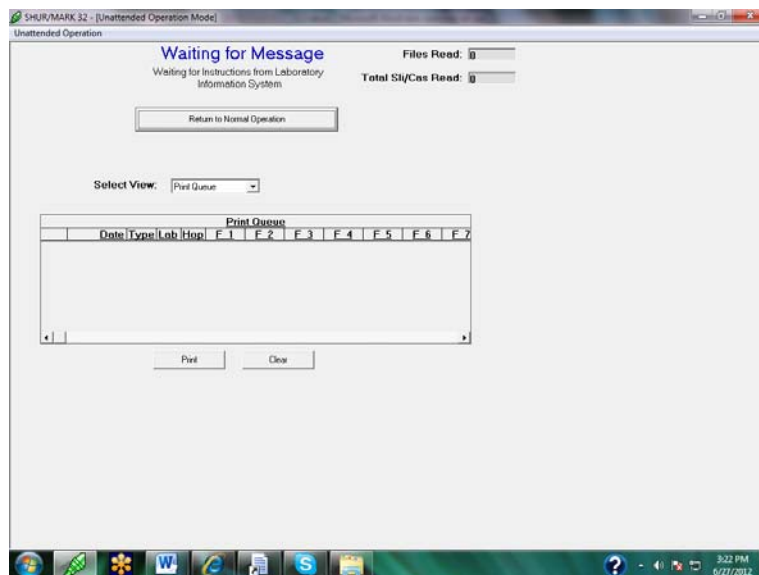 SHUR/MARK 32 - [Unattended Operation Mode]
Unattended Operation
Waiting for Message
Waiting for Instructions from Laboratory
Information System
Files Read: 0
Total Sli/Cas Read: 0
Return to Normal Operation
Select View: Print Queue
Print Queue
Date Type Lab Hop F 1 F 2 F 3 F 4 F 5 F 6 F 7
Print Clear
3:22 PM
6/27/2012